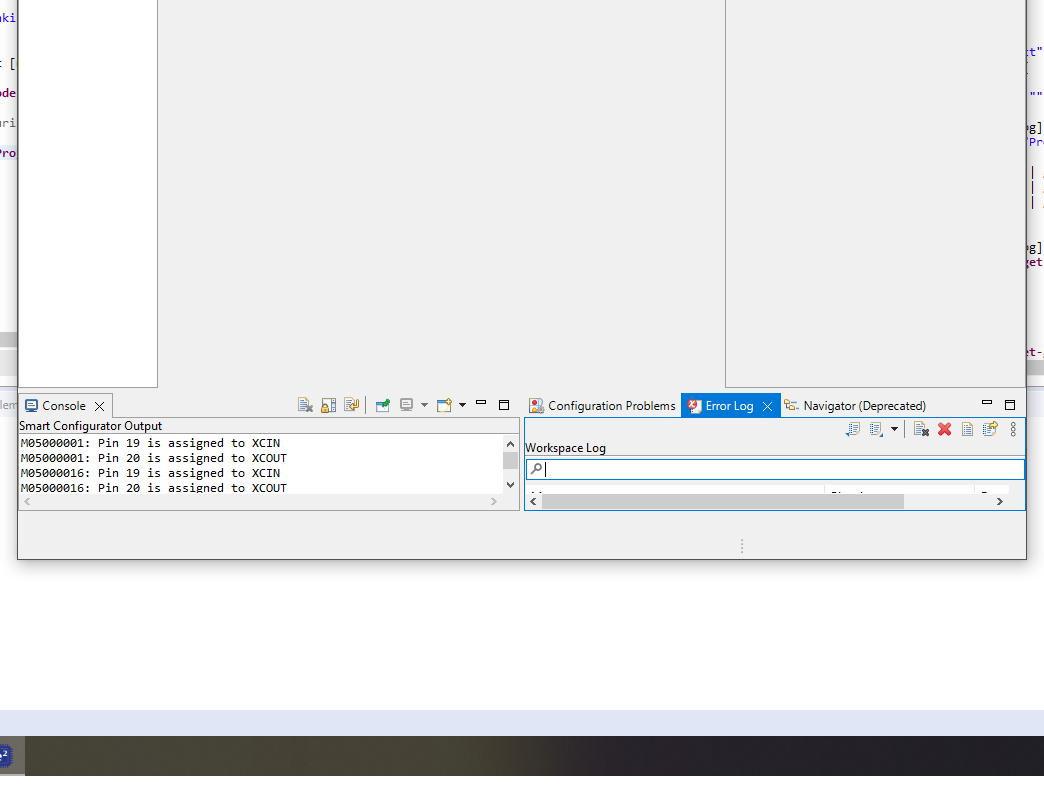 Console
Smart Configurator Output
M05000001: Pin 19 is assigned to XCIN
M05000001: Pin 20 is assigned to XCOUT
M05000016: Pin 19 is assigned to XCIN
M05000016: Pin 20 is assigned to XCOUT
Configuration Problems
Error Log
Navigator (Deprecated)
Workspace Log